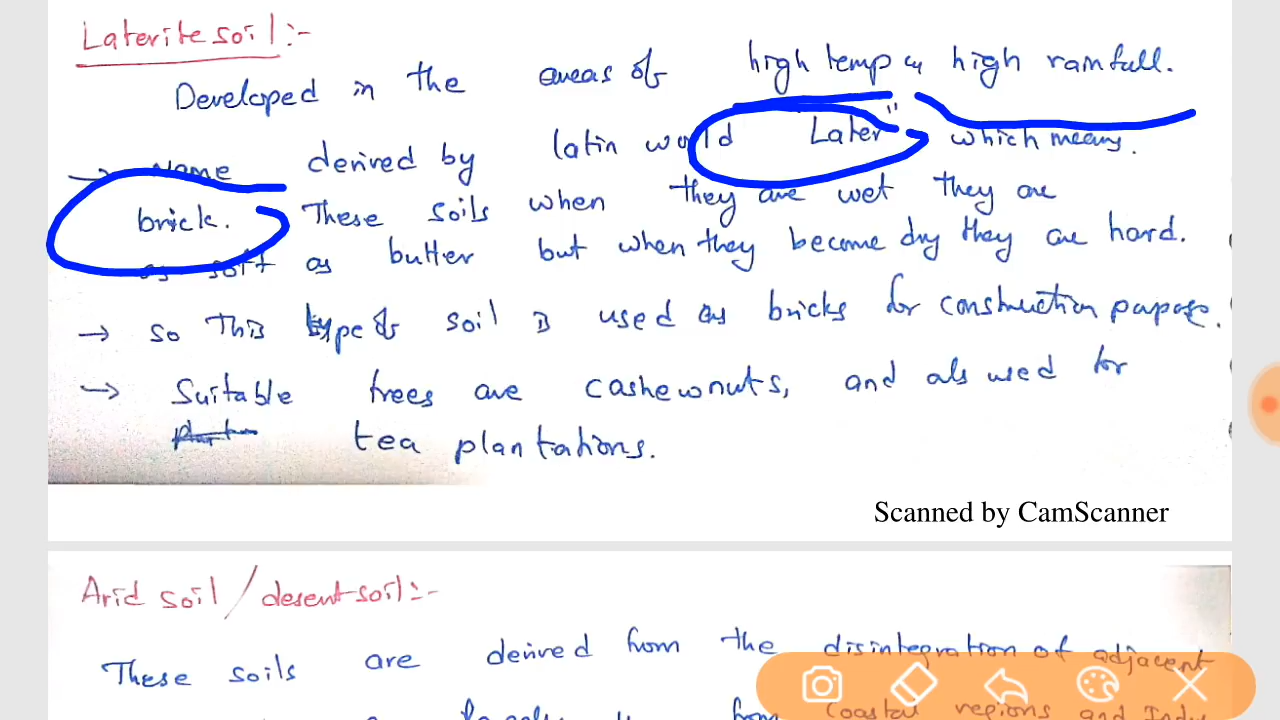 Laterite soil :-
Developed in the areas of high temp & high rainfall.
→ Name derived by latin world "Later" which means
brick. These soils when they are wet they are
as soft as butter but when they become dry they are hard.
→ so This type of soil is used as bricks for construction purpose.
→ Suitable trees are cashewnuts, and als used for
tea plantations.
Scanned by CamScanner
Arid soil / desert soil :-
These soils are derived from the disintegration of adjacent
from coastal regions and Indu